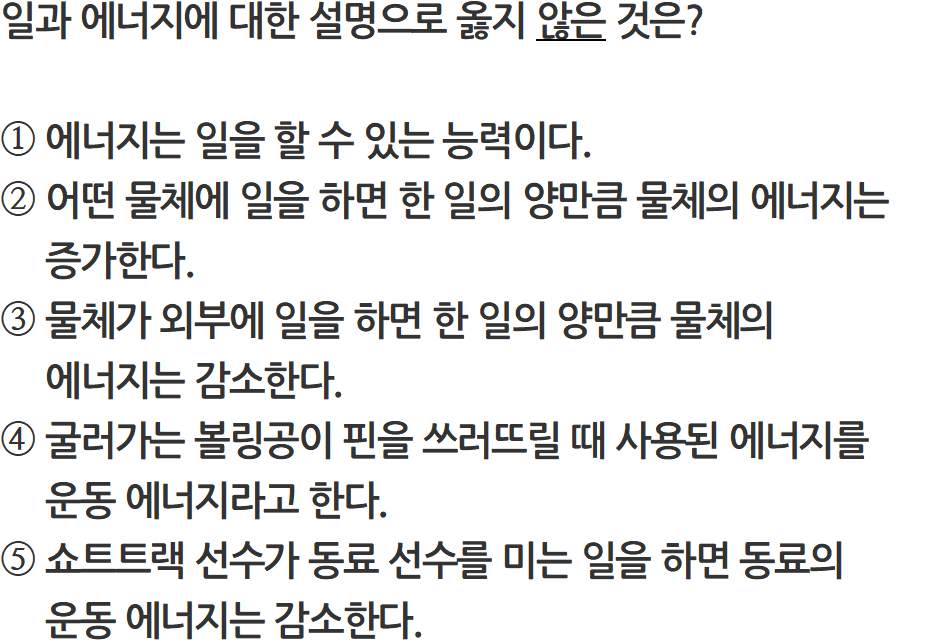 일과 에너지에 대한 설명으로 옳지 않은 것은?
① 에너지는 일을 할 수 있는 능력이다.
② 어떤 물체에 일을 하면 한 일의 양만큼 물체의 에너지는
증가한다.
③ 물체가 외부에 일을 하면 한 일의 양만큼 물체의
에너지는 감소한다.
④ 굴러가는 볼링공이 핀을 쓰러뜨릴 때 사용된 에너지를
운동 에너지라고 한다.
⑤ 쇼트트랙 선수가 동료 선수를 미는 일을 하면 동료의
운동 에너지는 감소한다.